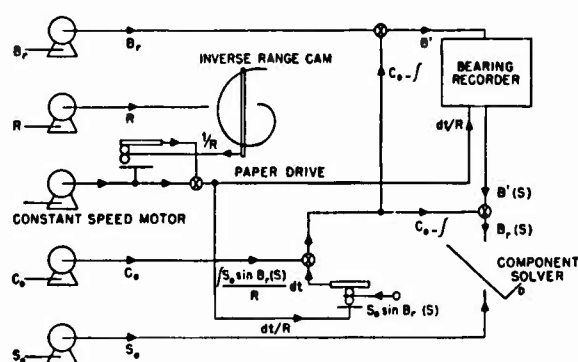 Br
Br
B'
INVERSE RANGE CAM
BEARING
RECORDER
Co-∫
R
R
1/R
dt/R
PAPER DRIVE
CONSTANT SPEED MOTOR
B'(S)
Co-∫
Br(S)
Co
Co
∫So sin Br(S)/R dt
COMPONENT
SOLVER
So sin Br(S)
dt/R
So
So